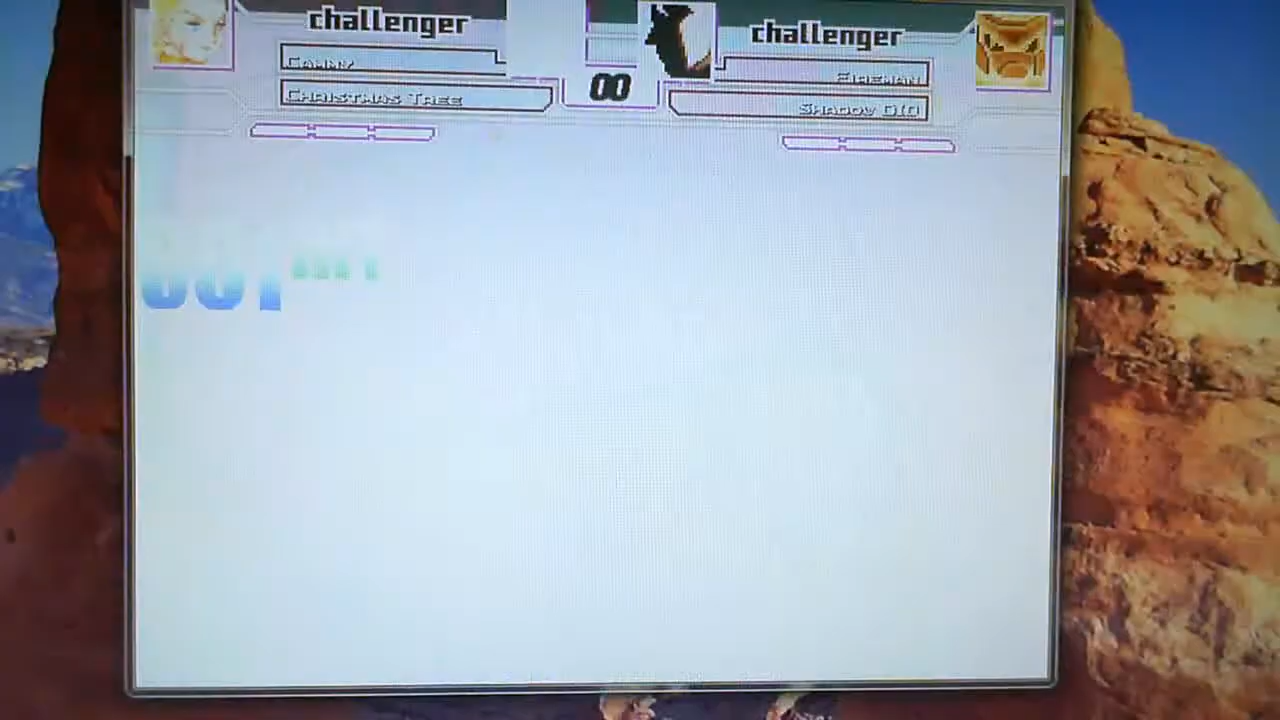 challenger
Cammy
Christmas Tree
00
challenger
Fireman
Shadow DIO